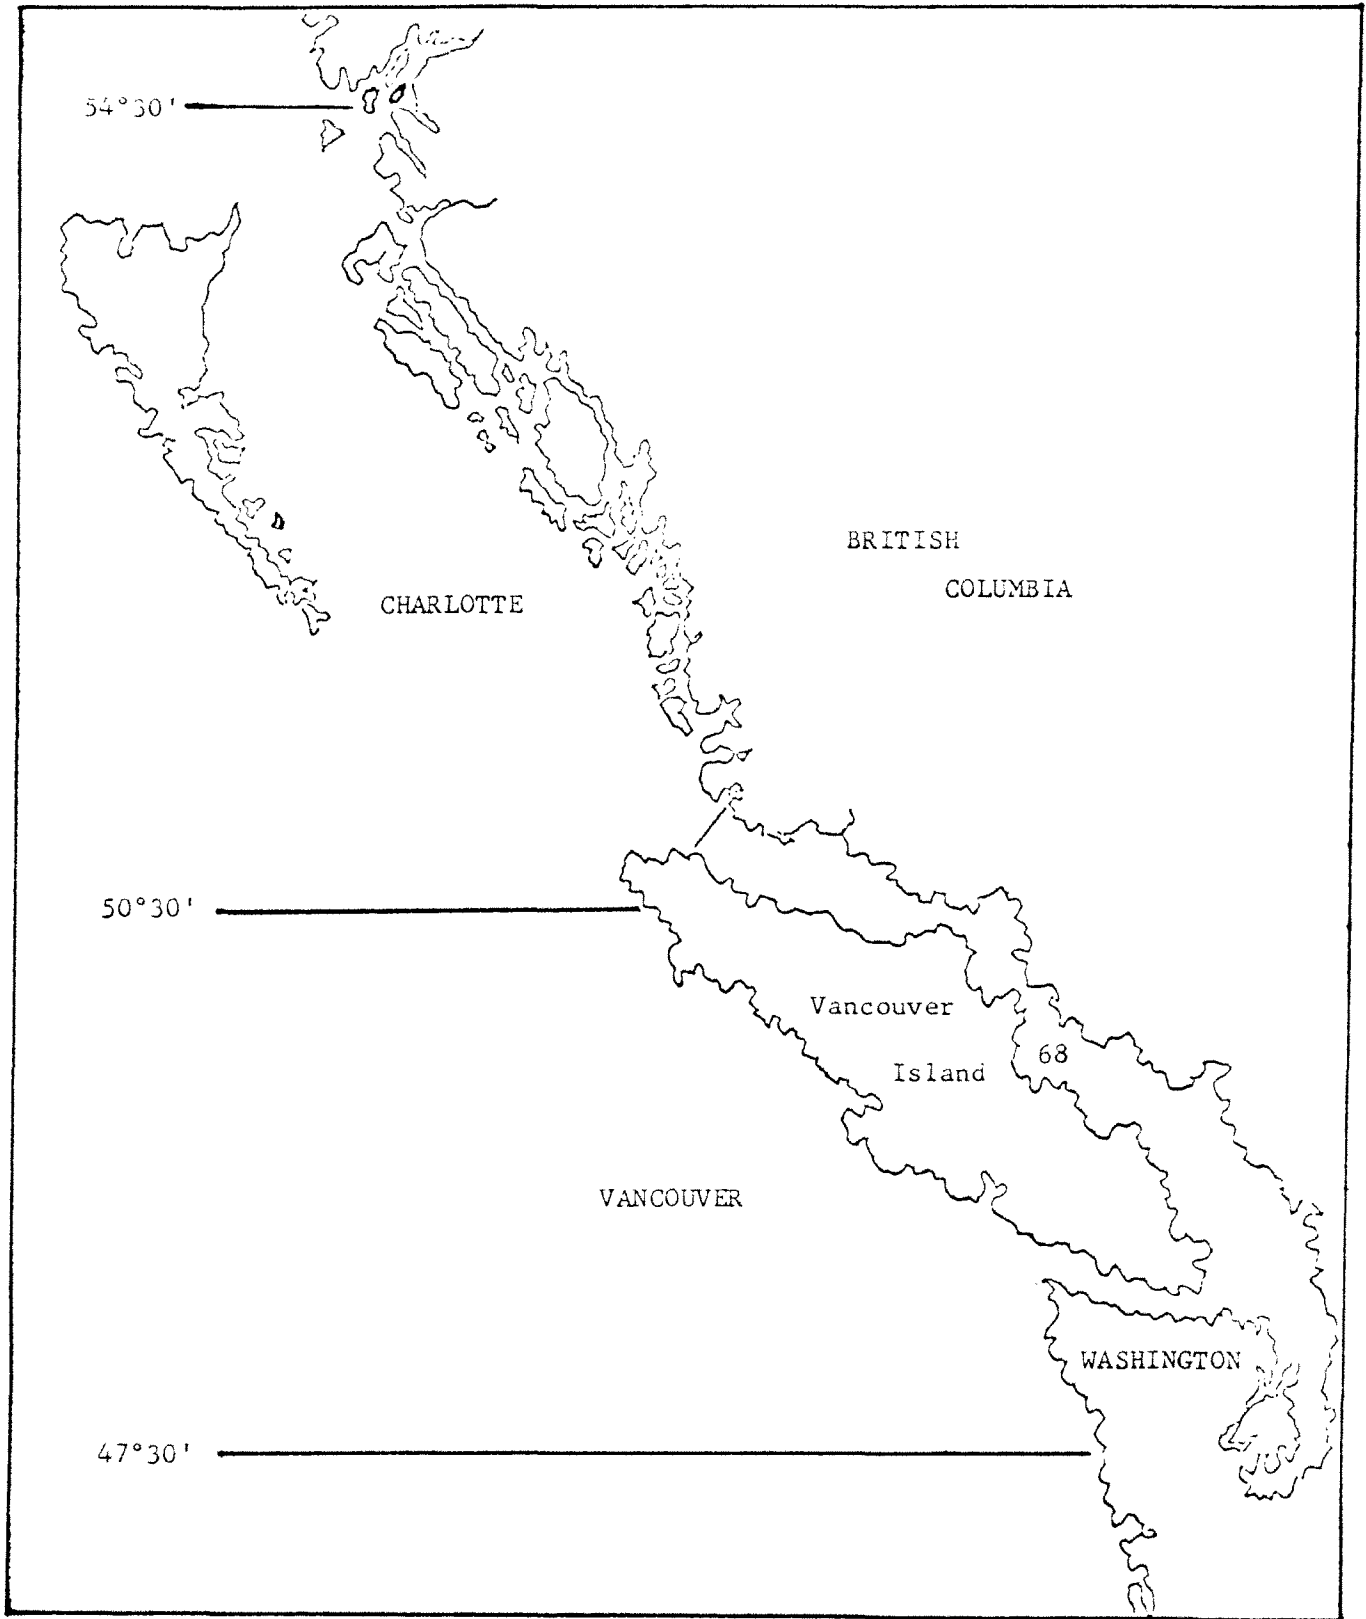 54°30'
BRITISH
COLUMBIA
CHARLOTTE
50°30'
Vancouver
68
Island
VANCOUVER
WASHINGTON
47°30'